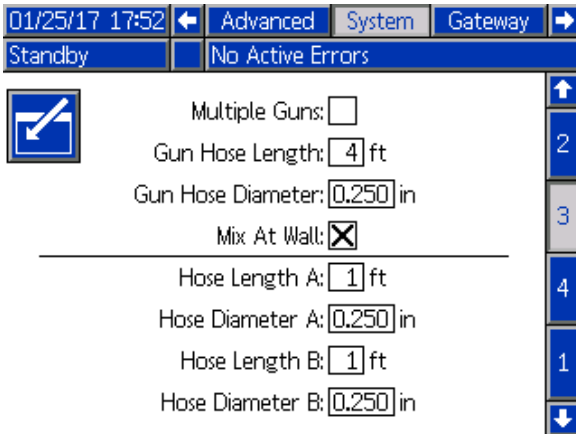 01/25/17 17:52 Advanced System Gateway
Standby No Active Errors
Multiple Guns:
Gun Hose Length: 4 ft
Gun Hose Diameter: 0.250 in
Mix At Wall:
Hose Length A: 1 ft
Hose Diameter A: 0.250 in
Hose Length B: 1 ft
Hose Diameter B: 0.250 in
2
3
4
1